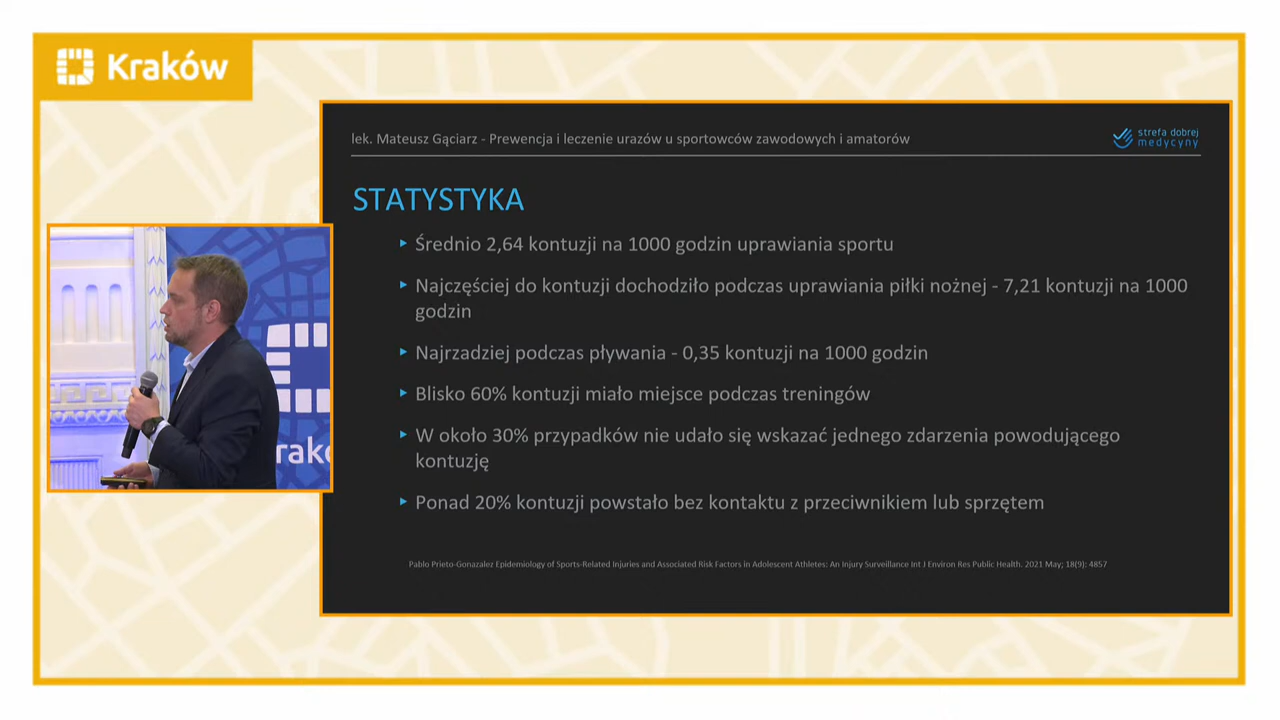 Kraków
lek. Mateusz Gąciarz - Prewencja i leczenie urazów u sportowców zawodowych i amatorów
strefa dobrej
medycyny
STATYSTYKA
Średnio 2,64 kontuzji na 1000 godzin uprawiania sportu
Najczęściej do kontuzji dochodziło podczas uprawiania piłki nożnej - 7,21 kontuzji na 1000
godzin
Najrzadziej podczas pływania - 0,35 kontuzji na 1000 godzin
Blisko 60% kontuzji miało miejsce podczas treningów
W około 30% przypadków nie udało się wskazać jednego zdarzenia powodującego
kontuzję
Ponad 20% kontuzji powstało bez kontaktu z przeciwnikiem lub sprzętem
Pablo Prieto-Gonazalez Epidemiology of Sports-Related Injuries and Associated Risk Factors in Adolescent Athletes: An Injury Surveillance Int J Environ Res Public Health. 2021 May; 18(9): 4857
rako